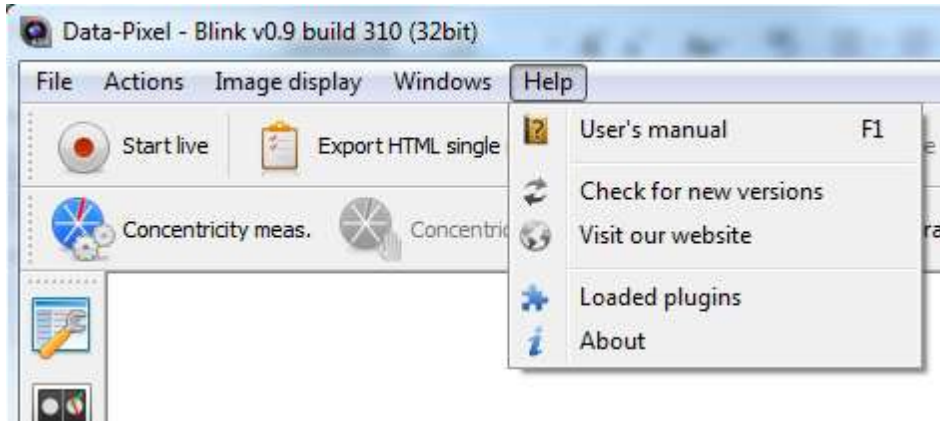 Data-Pixel - Blink v0.9 build 310 (32bit)
File Actions Image display Windows Help
Start live Export HTML single
User's manual F1
Check for new versions
Concentricity meas.
Visit our website
Loaded plugins
About